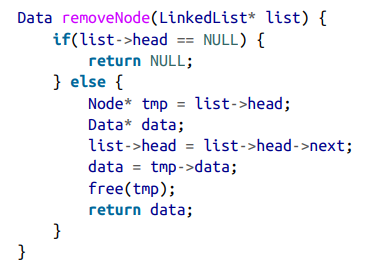 Data removeNode(LinkedList* list) {
    if(list->head == NULL) {
        return NULL;
    } else {
        Node* tmp = list->head;
        Data* data;
        list->head = list->head->next;
        data = tmp->data;
        free(tmp);
        return data;
    }
}